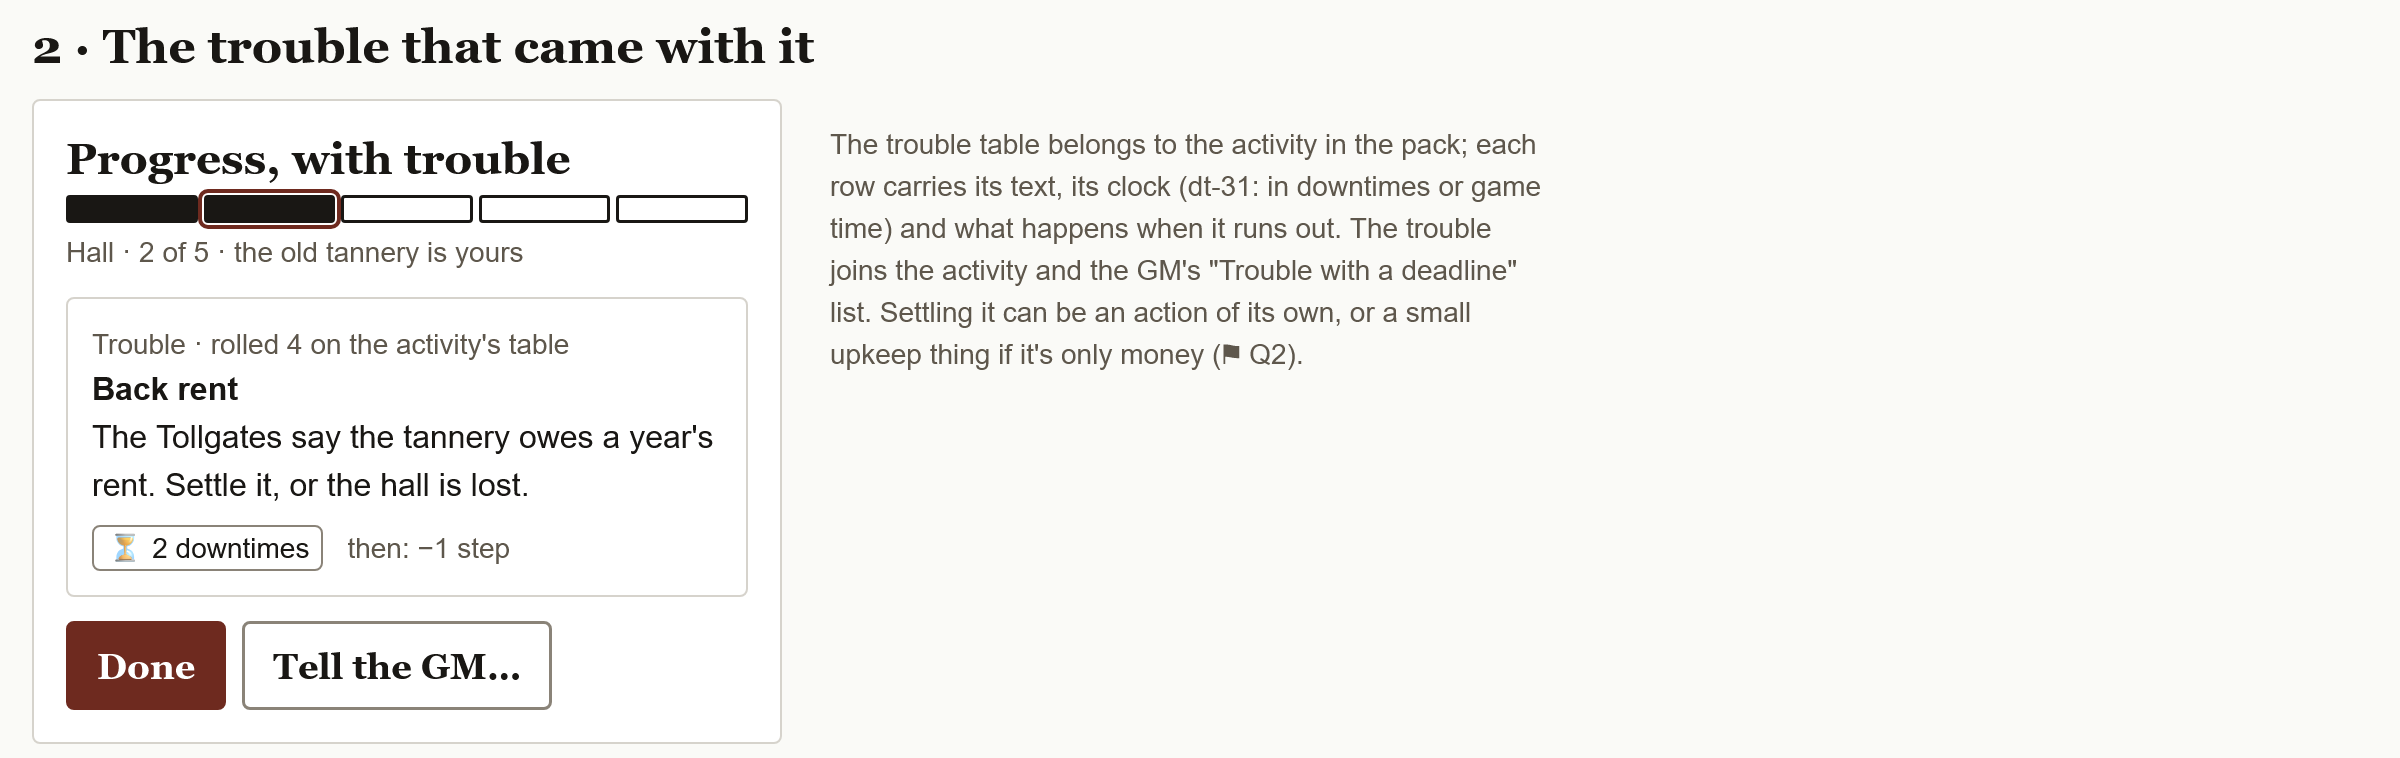 2 · The trouble that came with it
Progress, with trouble
Hall · 2 of 5 · the old tannery is yours
Trouble · rolled 4 on the activity's table
Back rent
The Tollgates say the tannery owes a year's
rent. Settle it, or the hall is lost.
⏳ 2 downtimes then: −1 step
Done
Tell the GM...
The trouble table belongs to the activity in the pack; each
row carries its text, its clock (dt-31: in downtimes or game
time) and what happens when it runs out. The trouble
joins the activity and the GM's "Trouble with a deadline"
list. Settling it can be an action of its own, or a small
upkeep thing if it's only money (⚑ Q2).